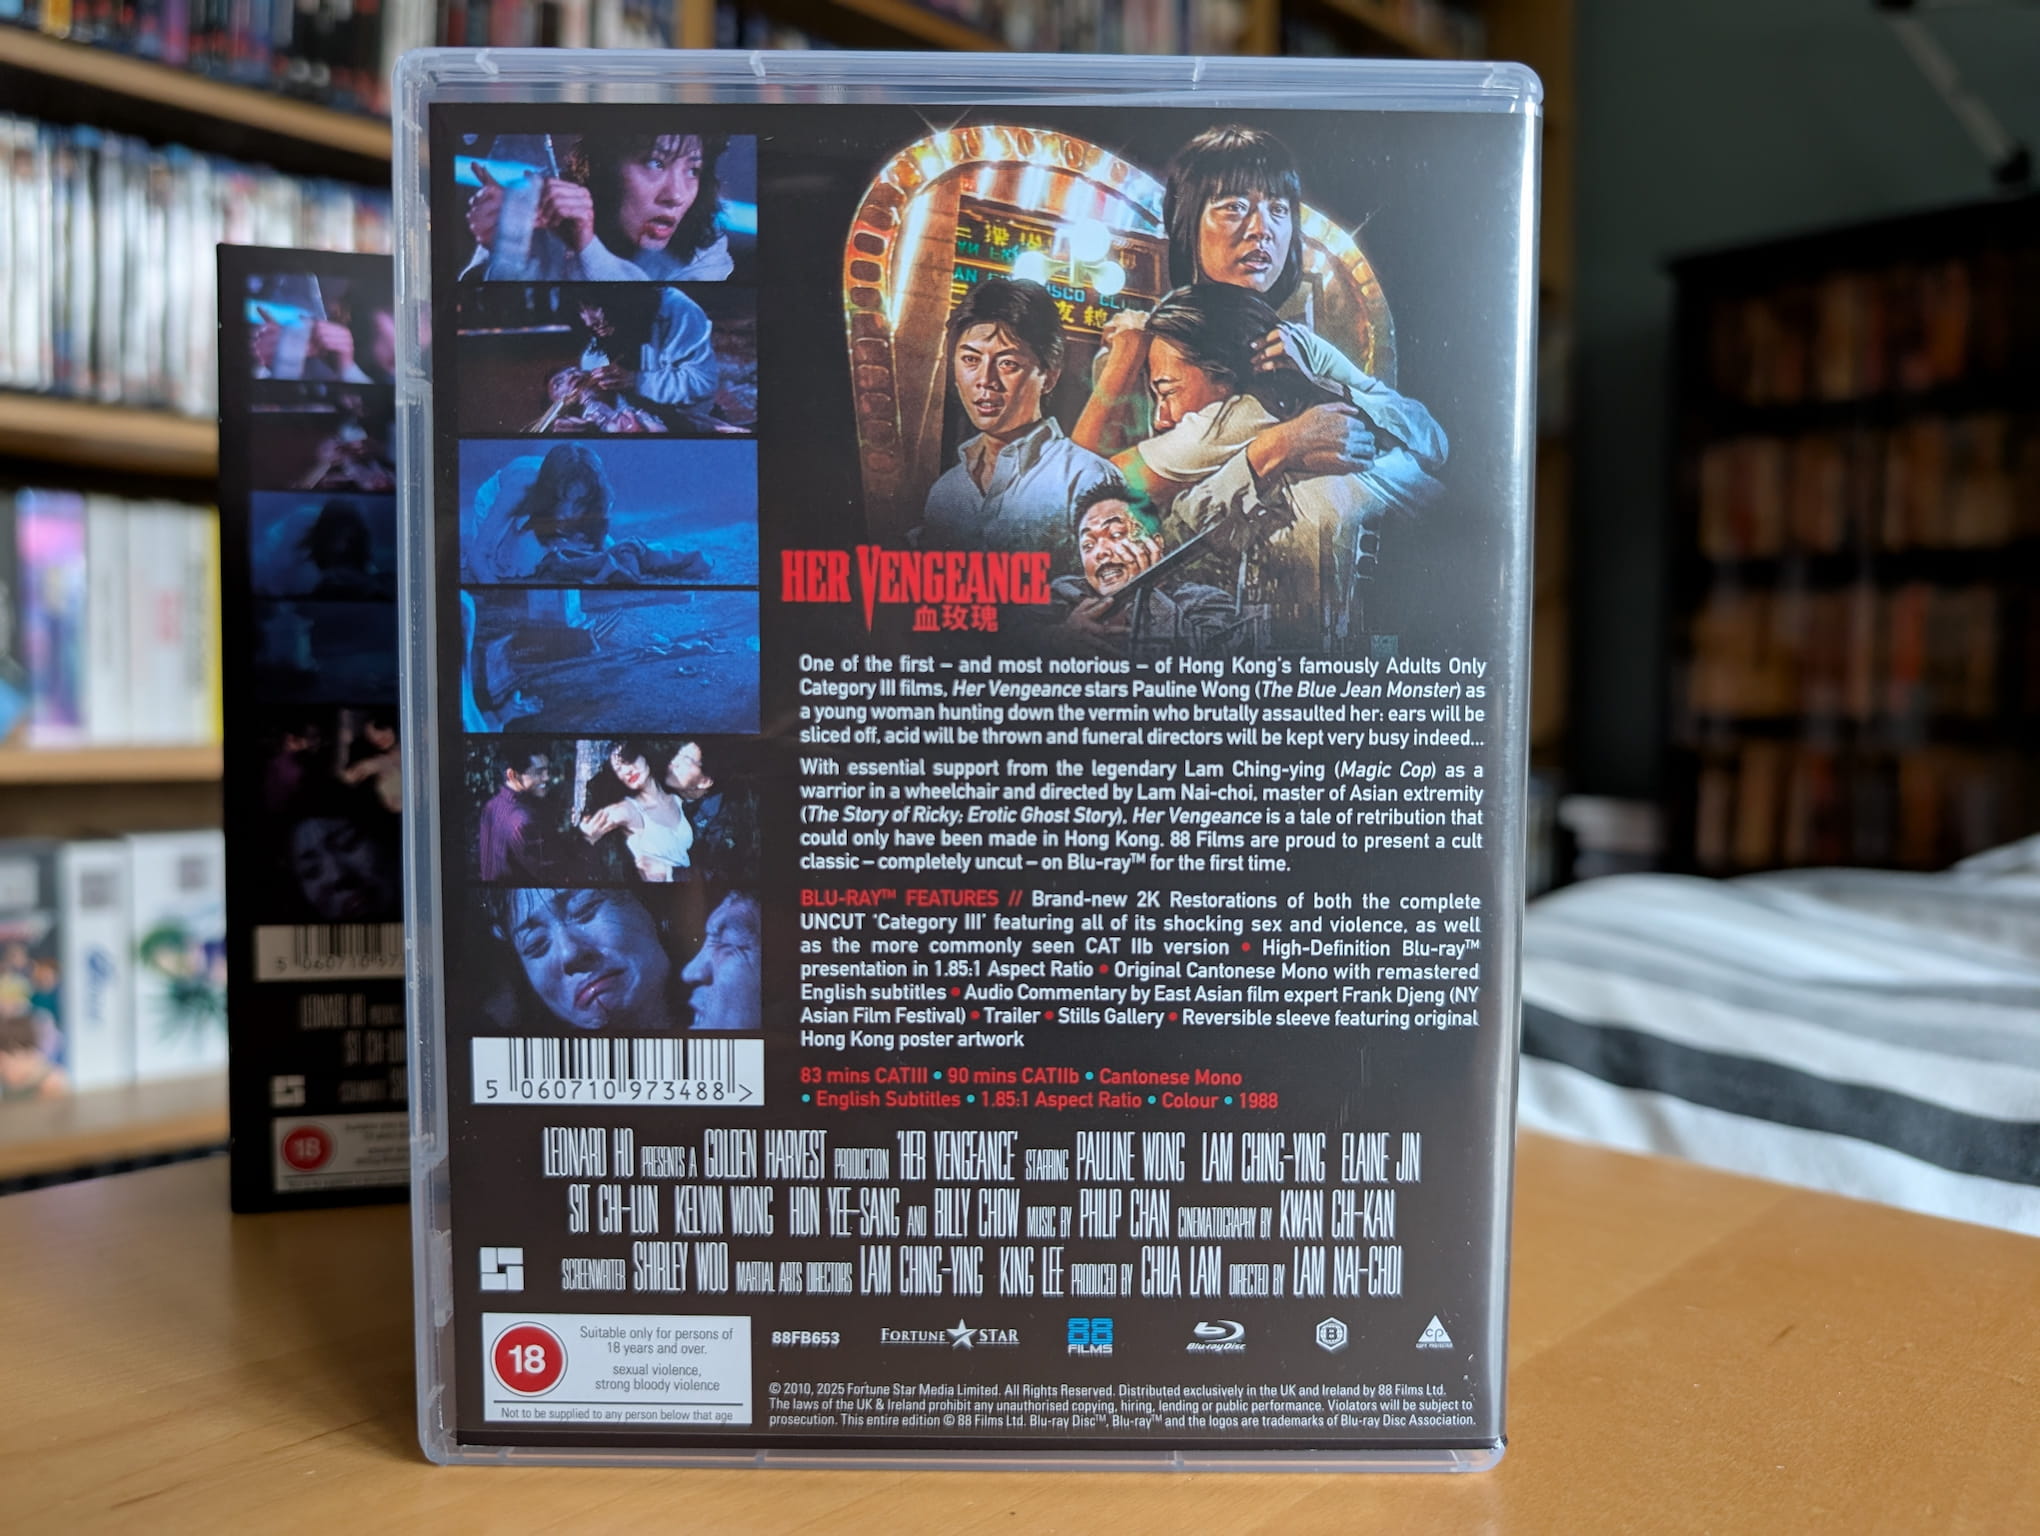 HER VENGEANCE
血玫瑰
One of the first – and most notorious – of Hong Kong's famously Adults Only
Category III films, Her Vengeance stars Pauline Wong (The Blue Jean Monster) as
a young woman hunting down the vermin who brutally assaulted her: ears will be
sliced off, acid will be thrown and funeral directors will be kept very busy indeed...
With essential support from the legendary Lam Ching-ying (Magic Cop) as a
warrior in a wheelchair and directed by Lam Nai-choi, master of Asian extremity
(The Story of Ricky; Erotic Ghost Story), Her Vengeance is a tale of retribution that
could only have been made in Hong Kong. 88 Films are proud to present a cult
classic – completely uncut – on Blu-ray™ for the first time.
BLU-RAY™ FEATURES // Brand-new 2K Restorations of both the complete
UNCUT 'Category III' featuring all of its shocking sex and violence, as well
as the more commonly seen CAT IIb version • High-Definition Blu-ray™
presentation in 1.85:1 Aspect Ratio • Original Cantonese Mono with remastered
English subtitles • Audio Commentary by East Asian film expert Frank Djeng (NY
Asian Film Festival) • Trailer • Stills Gallery • Reversible sleeve featuring original
Hong Kong poster artwork
83 mins CATIII • 90 mins CATIIb • Cantonese Mono
• English Subtitles • 1.85:1 Aspect Ratio • Colour • 1988
5 060710 973488 >
LEONARD HO PRESENTS A GOLDEN HARVEST PRODUCTION 'HER VENGEANCE' STARRING PAULINE WONG LAM CHING-YING ELAINE JIN
SIT CHI-LUN KELVIN WONG HON YEE-SANG AND BILLY CHOW MUSIC BY PHILIP CHAN CINEMATOGRAPHY BY KWAN CHI-KAN
SCREENWRITER SHIRLEY WOO MARTIAL ARTS DIRECTORS LAM CHING-YING KING LEE PRODUCED BY CHUA LAM DIRECTED BY LAM NAI-CHOI
18
Suitable only for persons of
18 years and over.
sexual violence,
strong bloody violence
Not to be supplied to any person below that age
88FB653
FORTUNE STAR
88
FILMS
Blu-ray Disc
CP
© 2010, 2025 Fortune Star Media Limited. All Rights Reserved. Distributed exclusively in the UK and Ireland by 88 Films Ltd.
The laws of the UK & Ireland prohibit any unauthorised copying, hiring, lending or public performance. Violators will be subject to
prosecution. This entire edition © 88 Films Ltd. Blu-ray Disc™, Blu-ray™ and the logos are trademarks of Blu-ray Disc Association.
5 060710 97
LEONARD HO
18